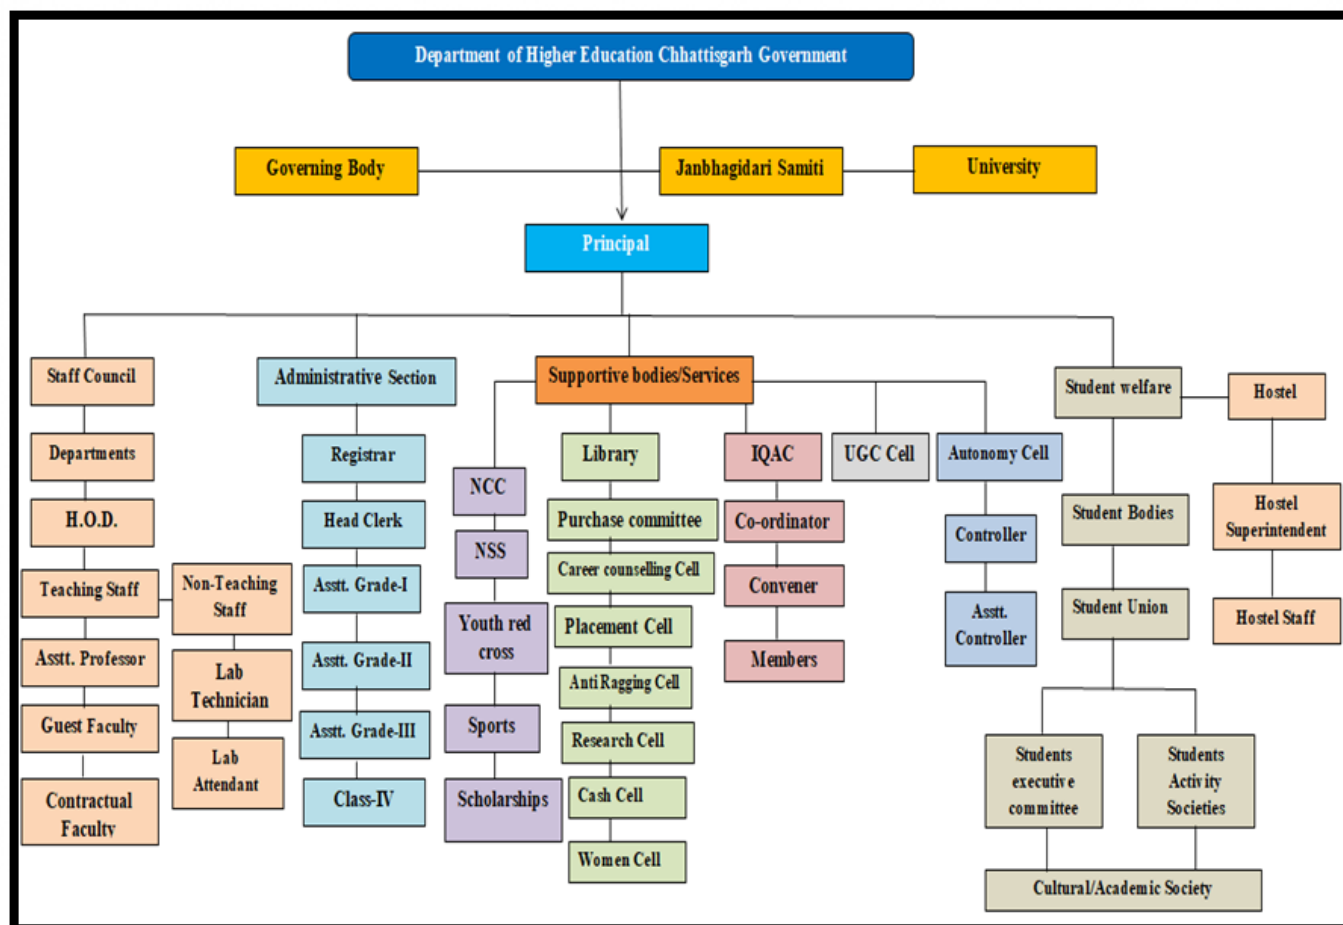 Department of Higher Education Chhattisgarh Government
Governing Body
Janbhagidari Samiti
University
Principal
Staff Council
Departments
H.O.D.
Teaching Staff
Non-Teaching
Staff
Asstt. Professor
Lab
Technician
Guest Faculty
Lab
Attendant
Contractual
Faculty
Administrative Section
Registrar
Head Clerk
Asstt. Grade-I
Asstt. Grade-II
Asstt. Grade-III
Class-IV
Supportive bodies/Services
NCC
NSS
Youth red
cross
Sports
Scholarships
Library
Purchase committee
Career counselling Cell
Placement Cell
Anti Ragging Cell
Research Cell
Cash Cell
Women Cell
IQAC
Co-ordinator
Convener
Members
UGC Cell
Autonomy Cell
Controller
Asstt.
Controller
Student welfare
Student Bodies
Student Union
Students
executive
committee
Students
Activity
Societies
Cultural/Academic Society
Hostel
Hostel
Superintendent
Hostel Staff